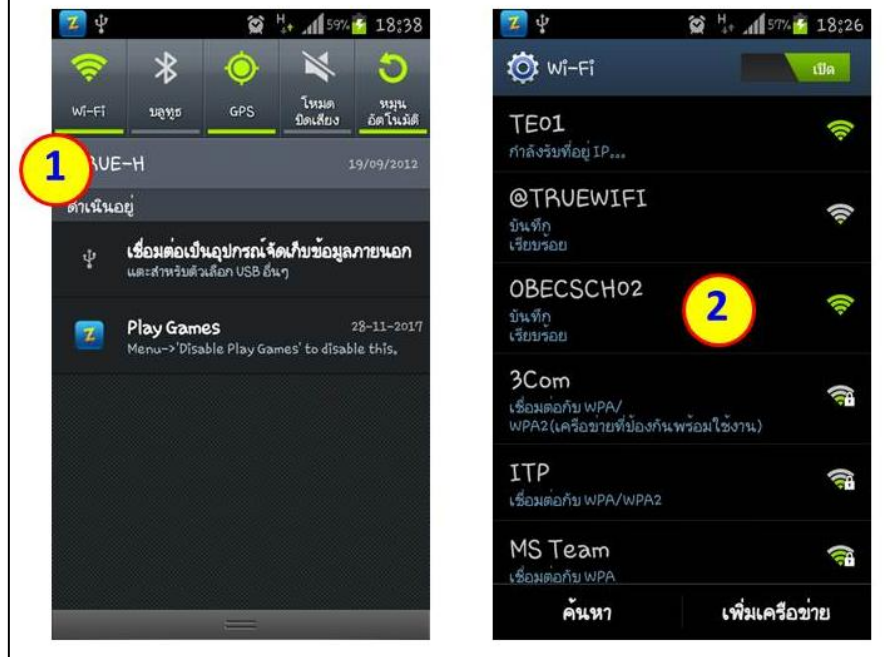 59% 18:38
Wi-Fi
บลูทูธ
GPS
โหมด
ปิดเสียง
หมุน
อัตโนมัติ
1
RUE-H 19/09/2012
ดำเนินอยู่
เชื่อมต่อเป็นอุปกรณ์จัดเก็บข้อมูลภายนอก
แตะสำหรับตัวเลือก USB อื่นๆ
Play Games 28-11-2017
Menu->'Disable Play Games' to disable this.
57% 18:26
Wi-Fi เปิด
TE01
กำลังรับที่อยู่ IP...
@TRUEWIFI
บันทึก
เรียบร้อย
OBECSCH02
บันทึก
เรียบร้อย
2
3Com
เชื่อมต่อกับ WPA/
WPA2(เครือข่ายที่ป้องกันพร้อมใช้งาน)
ITP
เชื่อมต่อกับ WPA/WPA2
MS Team
เชื่อมต่อกับ WPA
ค้นหา เพิ่มเครือข่าย